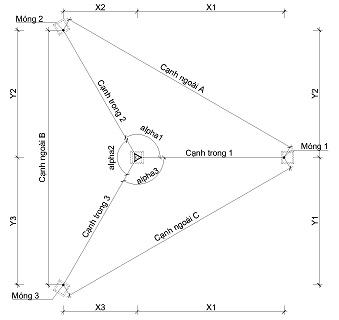 X2
X1
Móng 2
Cạnh ngoài A
Y2
Y2
Cạnh trong 2
Cạnh ngoài B
alpha1
alpha2
Cạnh trong 1
Móng 1
alpha3
Cạnh trong 3
Y3
Y1
Cạnh ngoài C
Móng 3
X3
X1